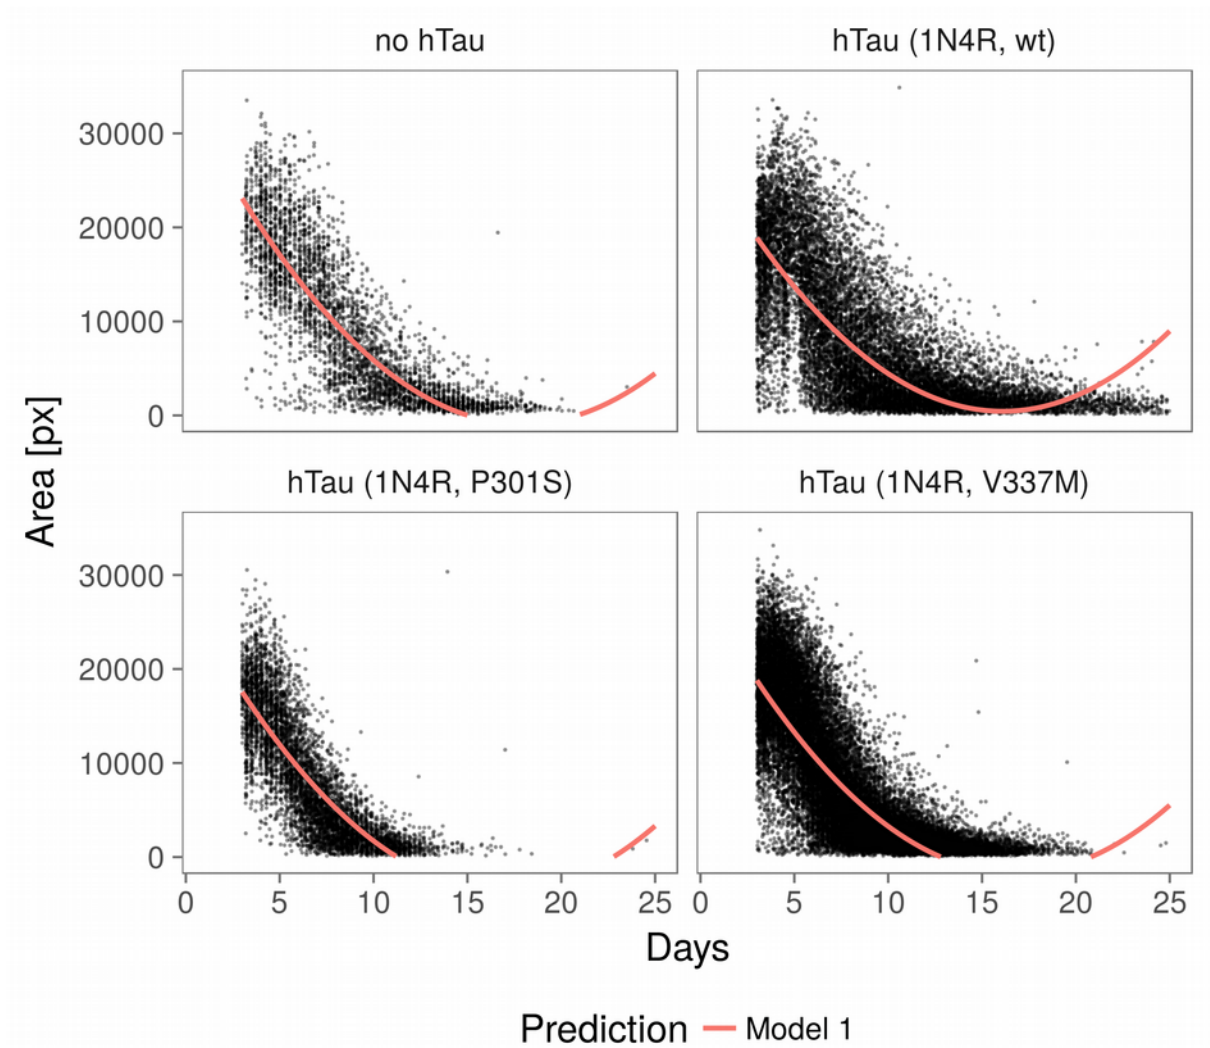 no hTau
hTau (1N4R, wt)
30000
20000
10000
0
hTau (1N4R, P301S)
hTau (1N4R, V337M)
30000
20000
10000
0
Area [px]
0 5 10 15 20 25 0 5 10 15 20 25
Days
Prediction Model 1